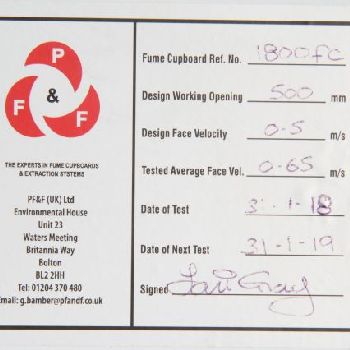 P
F & F
THE EXPERTS IN FUME CUPBOARDS
& EXTRACTION SYSTEMS
PF&F (UK) Ltd
Environmental House
Unit 23
Waters Meeting
Britannia Way
Bolton
BL2 2HH
Tel: 01204 370 480
Email: g.bamber@pfandf.co.uk
Fume Cupboard Ref. No. 1800FC
Design Working Opening 500 mm
Design Face Velocity 0.5 m/s
Tested Average Face Vel. 0.65 m/s
Date of Test 31.1.18
Date of Next Test 31-1-19
Signed